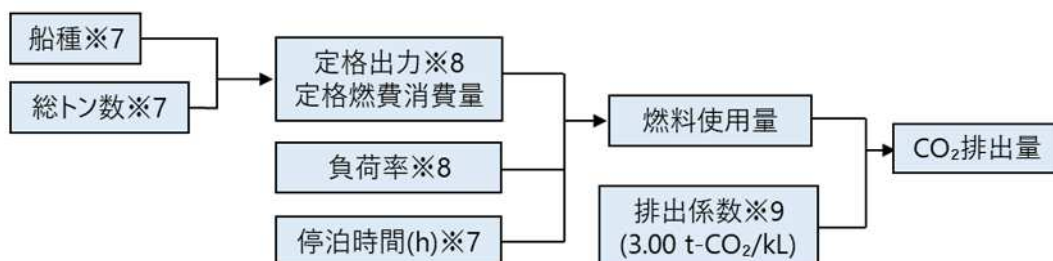 船種※7
総トン数※7
定格出力※8
定格燃費消費量
負荷率※8
停泊時間(h)※7
燃料使用量
排出係数※9
(3.00 t-CO₂/kL)
CO₂排出量